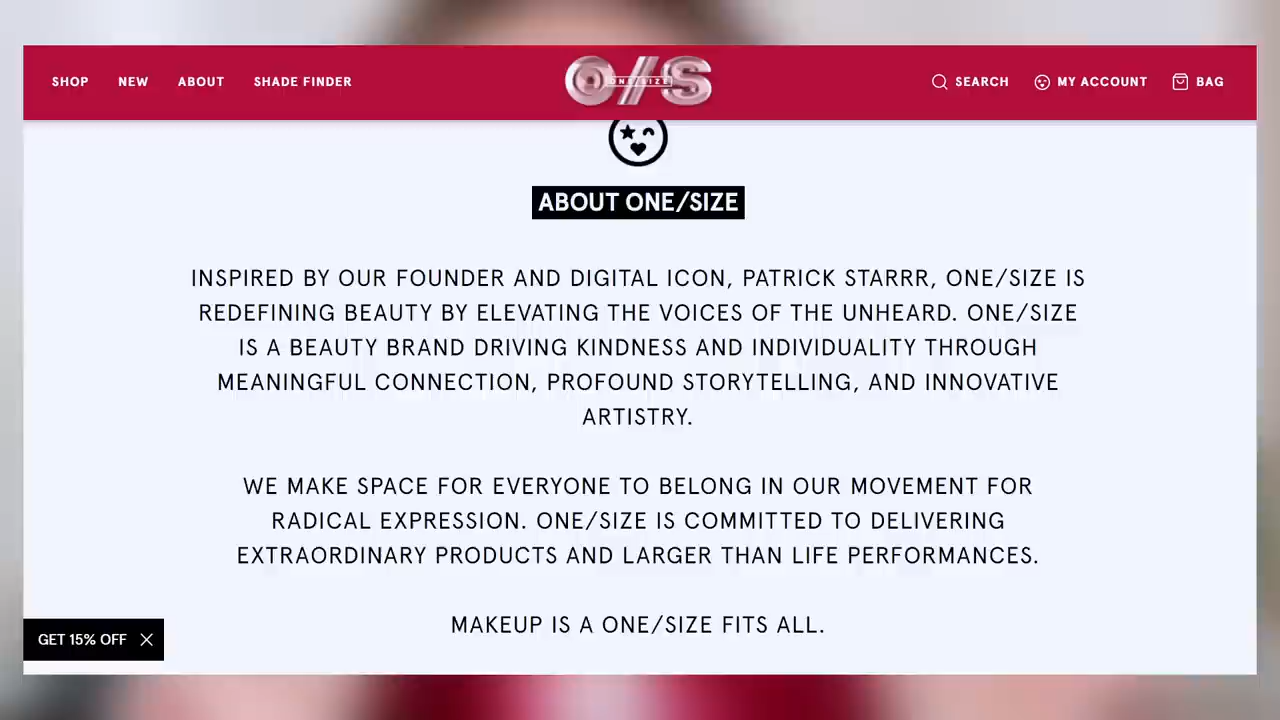 SHOP NEW ABOUT SHADE FINDER O/S ONE/SIZE SEARCH MY ACCOUNT BAG
ABOUT ONE/SIZE
INSPIRED BY OUR FOUNDER AND DIGITAL ICON, PATRICK STARRR, ONE/SIZE IS
REDEFINING BEAUTY BY ELEVATING THE VOICES OF THE UNHEARD. ONE/SIZE
IS A BEAUTY BRAND DRIVING KINDNESS AND INDIVIDUALITY THROUGH
MEANINGFUL CONNECTION, PROFOUND STORYTELLING, AND INNOVATIVE
ARTISTRY.
WE MAKE SPACE FOR EVERYONE TO BELONG IN OUR MOVEMENT FOR
RADICAL EXPRESSION. ONE/SIZE IS COMMITTED TO DELIVERING
EXTRAORDINARY PRODUCTS AND LARGER THAN LIFE PERFORMANCES.
MAKEUP IS A ONE/SIZE FITS ALL.
GET 15% OFF